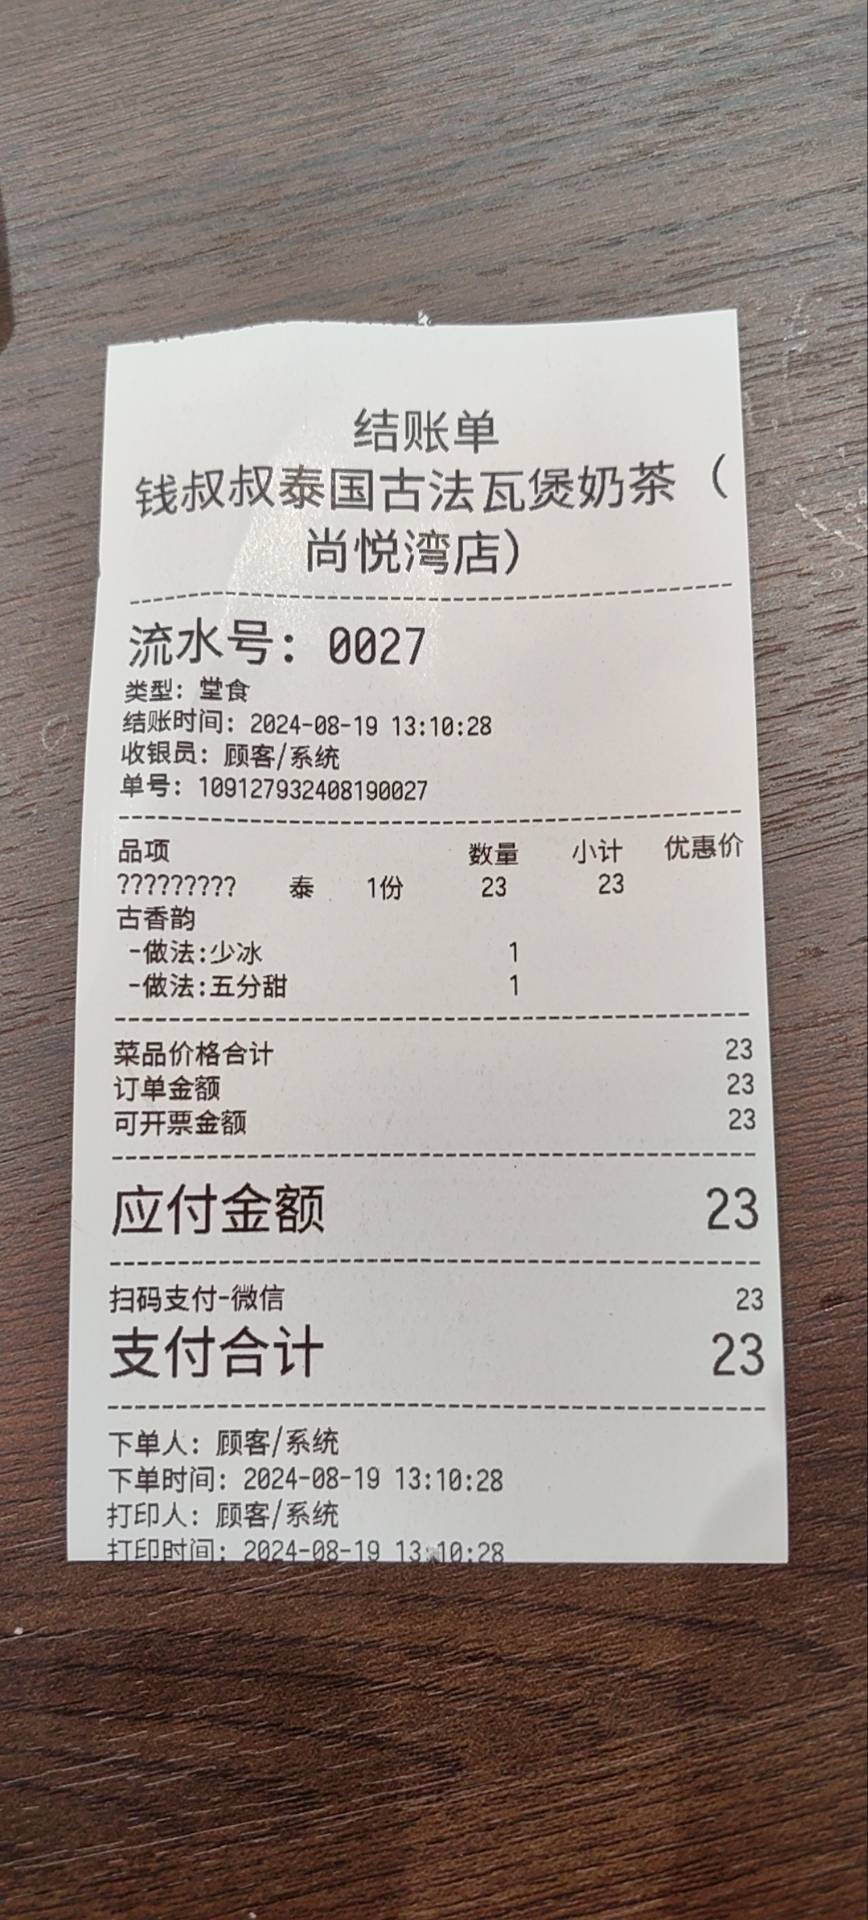 结账单
钱叔叔泰国古法瓦煲奶茶（
尚悦湾店）
流水号：0027
类型：堂食
结账时间：2024-08-19 13:10:28
收银员：顾客/系统
单号：109127932408190027
品项 数量 小计 优惠价
????????? 泰 1份 23 23
古香韵
-做法:少冰 1
-做法:五分甜 1
菜品价格合计 23
订单金额 23
可开票金额 23
应付金额 23
扫码支付-微信 23
支付合计 23
下单人：顾客/系统
下单时间：2024-08-19 13:10:28
打印人：顾客/系统
打印时间：2024-08-19 13:10:28